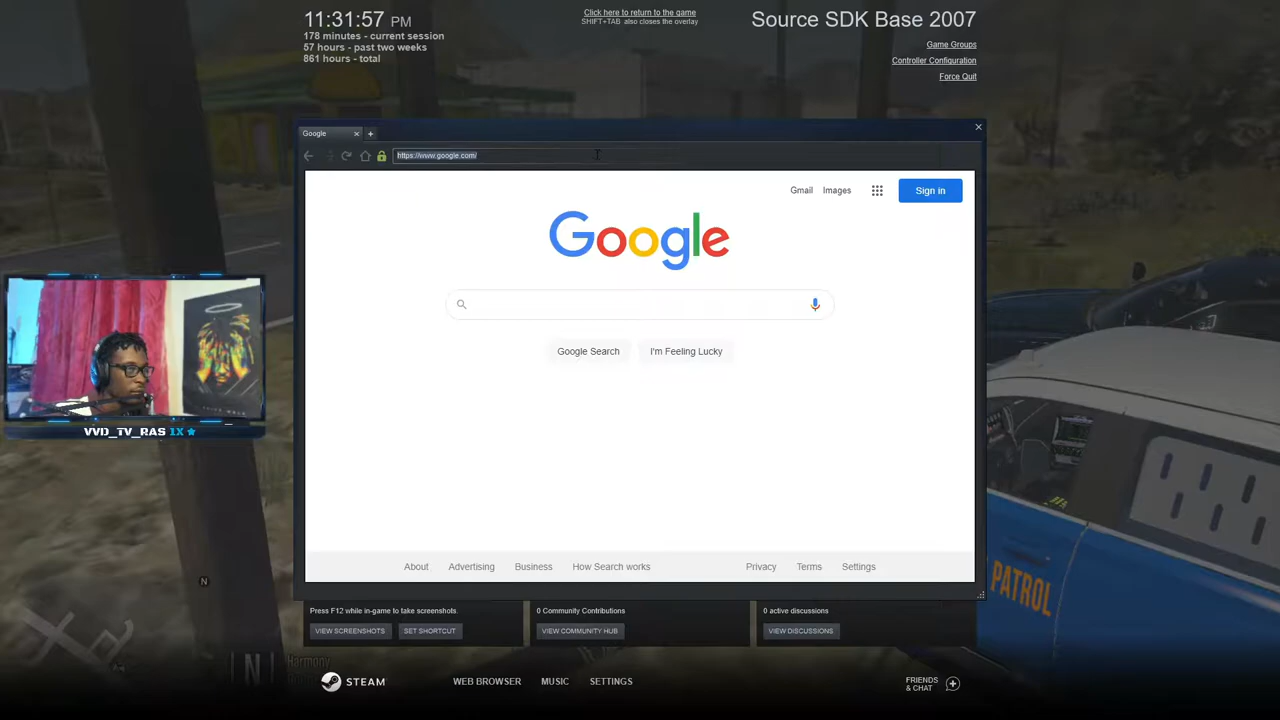 11:31:57 PM
178 minutes - current session
57 hours - past two weeks
861 hours - total
Click here to return to the game
SHIFT+TAB also closes the overlay
Source SDK Base 2007
Game Groups
Controller Configuration
Force Quit
Google
https://www.google.com/
Gmail
Images
Sign in
Google
Google Search
I'm Feeling Lucky
About
Advertising
Business
How Search works
Privacy
Terms
Settings
VVD_TV_RAS 1X
N
PATROL
Press F12 while in-game to take screenshots.
VIEW SCREENSHOTS
SET SHORTCUT
0 Community Contributions
VIEW COMMUNITY HUB
0 active discussions
VIEW DISCUSSIONS
N
Harmony
STEAM
WEB BROWSER
MUSIC
SETTINGS
FRIENDS
& CHAT